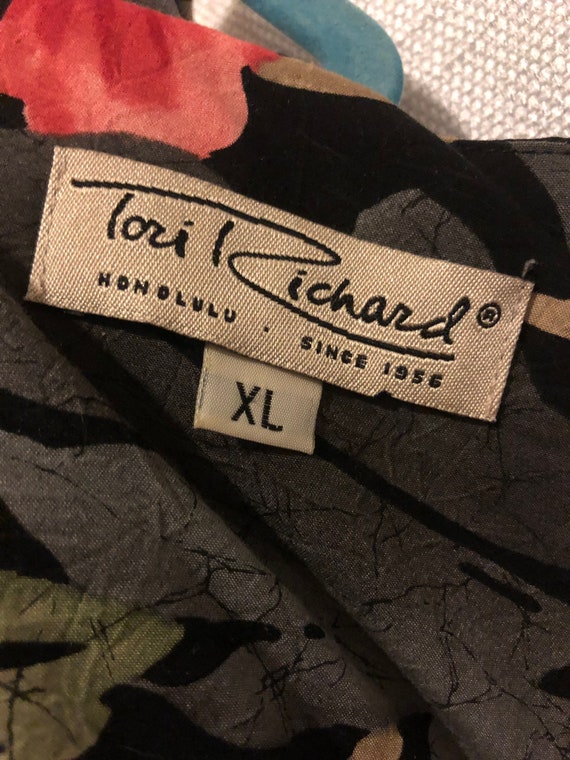 Tori Richard®
HONOLULU . SINCE 1956
XL